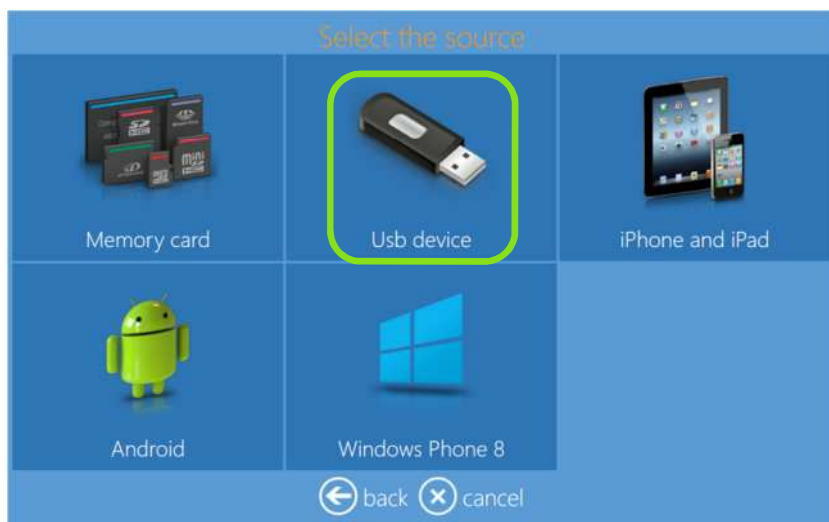 Select the source
Memory card
Usb device
iPhone and iPad
Android
Windows Phone 8
back cancel